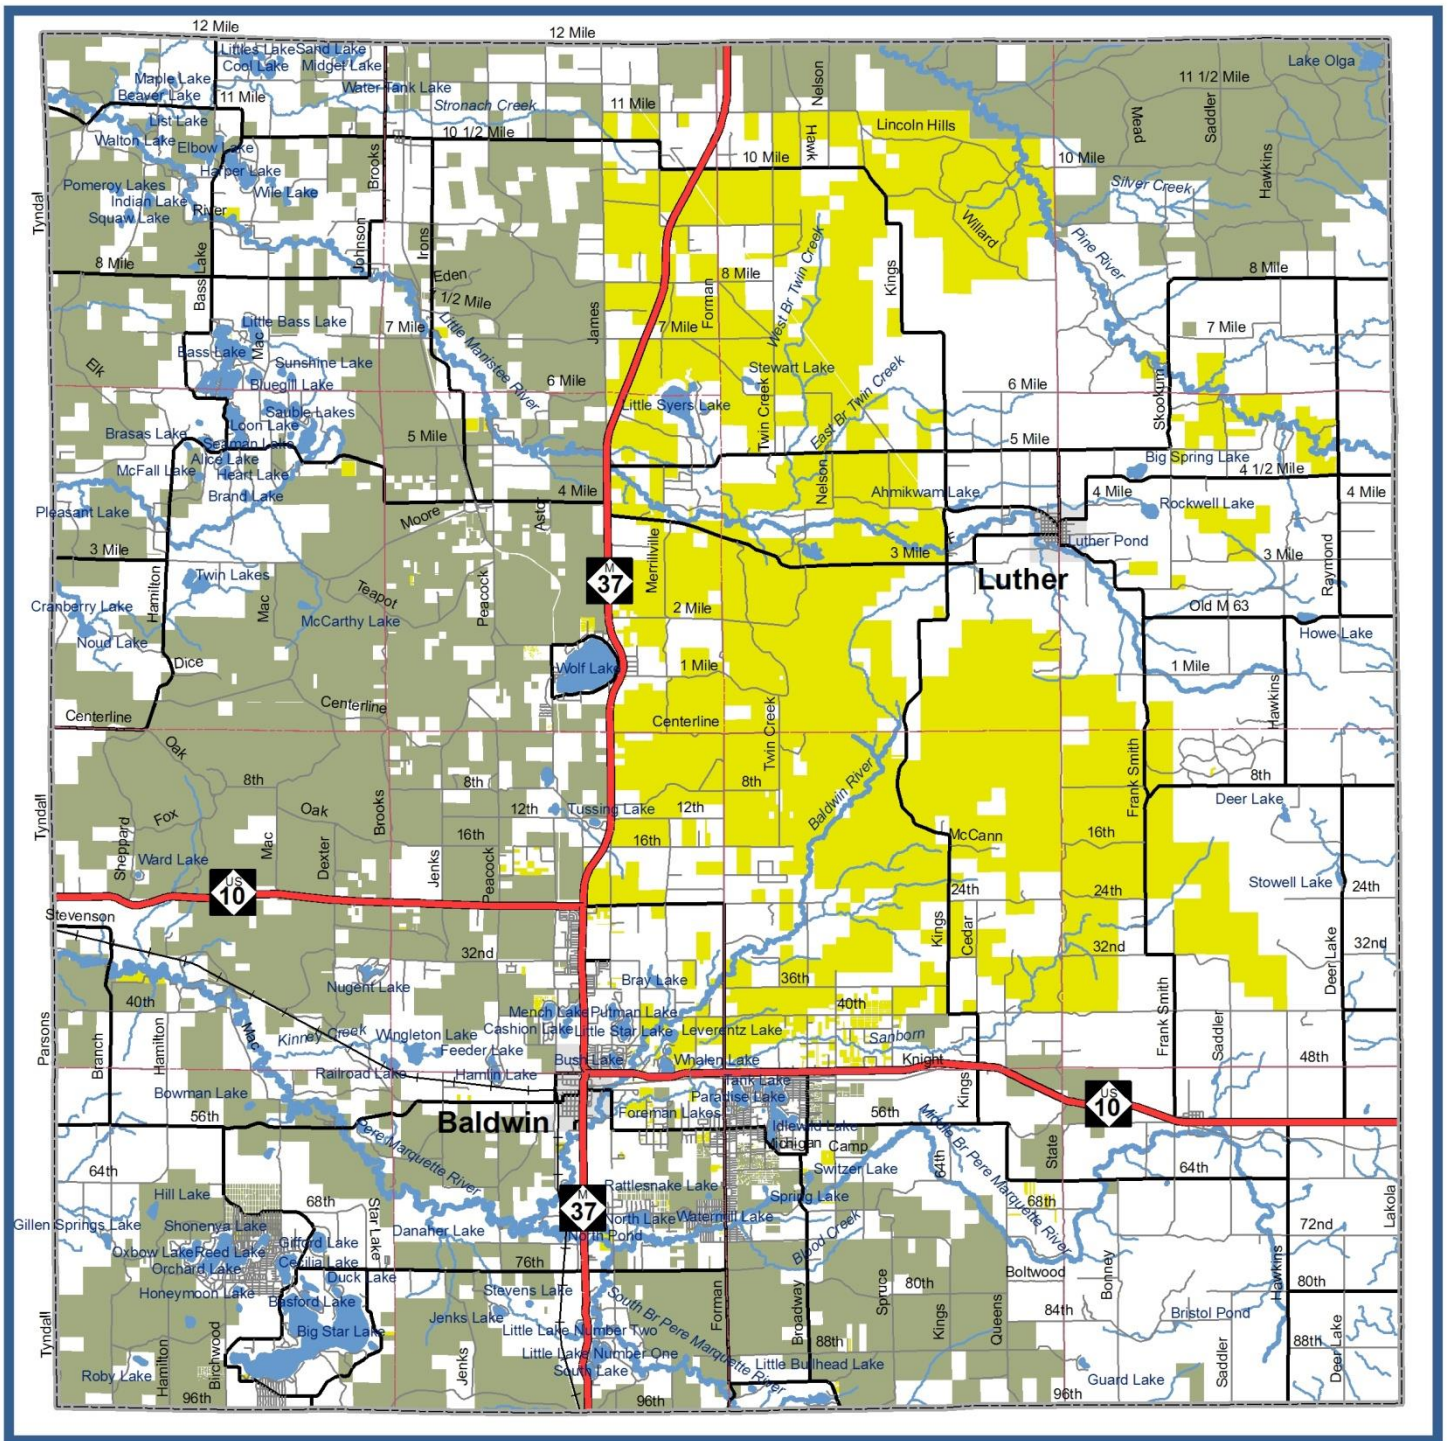 12 Mile
12 Mile
Littles Lake
Sand Lake
Cool Lake
Midget Lake
Nelson
Lake Olga
Maple Lake
11 1/2 Mile
Beaver Lake
11 Mile
Water Tank Lake
Stronach Creek
11 Mile
Mead
Saddler
List Lake
Lincoln Hills
10 1/2 Mile
Hawk
Walton Lake
Elbow Lake
Brooks
10 Mile
10 Mile
Hawkins
Harper Lake
Pomeroy Lakes
Wile Lake
Silver Creek
Indian Lake
River
Squaw Lake
Tyndal
Willard
Johnson
Irons
Pine River
8 Mile
Bass Lake
Eden
8 Mile
West Br Twin Creek
Kings
8 Mile
1/2 Mile
Forman
Little Bass Lake
7 Mile
Little Manistee River
James
7 Mile
7 Mile
Bass Lake
Mac
Elk
Sunshine Lake
Stewart Lake
Bluegill Lake
6 Mile
6 Mile
Skookum
Little Syers Lake
Twin Creek
East Br Twin Creek
Sauble Lakes
Loon Lake
Brasas Lake
5 Mile
5 Mile
Seaman Lake
Alice Lake
Big Spring Lake
McFall Lake
Heart Lake
4 1/2 Mile
Nelson
Brand Lake
4 Mile
Ahmikwam Lake
4 Mile
Rockwell Lake
4 Mile
Pleasant Lake
Moore
Astor
Luther Pond
3 Mile
Merrillville
3 Mile
3 Mile
Raymond
Twin Lakes
M
37
Luther
Hamilton
Mac
Teapot
Peacock
Cranberry Lake
McCarthy Lake
2 Mile
Old M 63
Noud Lake
Howe Lake
Dice
Wolf Lake
1 Mile
1 Mile
Hawkins
Centerline
Centerline
Centerline
Twin Creek
Oak
8th
8th
8th
8th
Baldwin River
Frank Smith
Tyndall
Fox
Oak
Brooks
12th
Tussing Lake
12th
Deer Lake
Sheppard
Mac
Dexter
16th
16th
McCann
16th
Ward Lake
Jenks
Peacock
US
10
24th
24th
Stowell Lake
24th
Stevenson
32nd
Kings
Cedar
32nd
Deer Lake
32nd
Nugent Lake
Bray Lake
36th
40th
40th
Parsons
Branch
Hamilton
Mac
Kinney Creek
Wingleton Lake
Mench Lake
Putman Lake
Cashion Lake
Little Star Lake
Leverentz Lake
Sanborn
Frank Smith
Saddler
Feeder Lake
Bush Lake
Whalen Lake
Knight
48th
Railroad Lake
Hamlin Lake
Tank Lake
Kings
US
10
Bowman Lake
Paradise Lake
56th
Baldwin
Foreman Lakes
56th
Idlewild Lake
Michigan
Camp
Middle Br Pere Marquette River
State
64th
Pere Marquette River
Switzer Lake
64th
64th
Hill Lake
Rattlesnake Lake
68th
Spring Lake
68th
Lakola
Gillen Springs Lake
Shonenya Lake
Star Lake
Danaher Lake
M
37
North Lake
Watermill Lake
72nd
North Pond
Oxbow Lake
Reed Lake
Gifford Lake
Blood Creek
Orchard Lake
Cecilia Lake
76th
Boltwood
Bonney
Hawkins
Honeymoon Lake
Duck Lake
Stevens Lake
80th
80th
Basford Lake
South Br Pere Marquette River
Forman
Broadway
Spruce
Kings
Queens
84th
Bristol Pond
Tyndall
Jenks Lake
Big Star Lake
Little Lake Number Two
88th
88th
Hamilton
Birchwood
Jenks
Little Lake Number One
Roby Lake
South Lake
Little Bullhead Lake
Guard Lake
Saddler
Deer Lake
96th
96th
96th